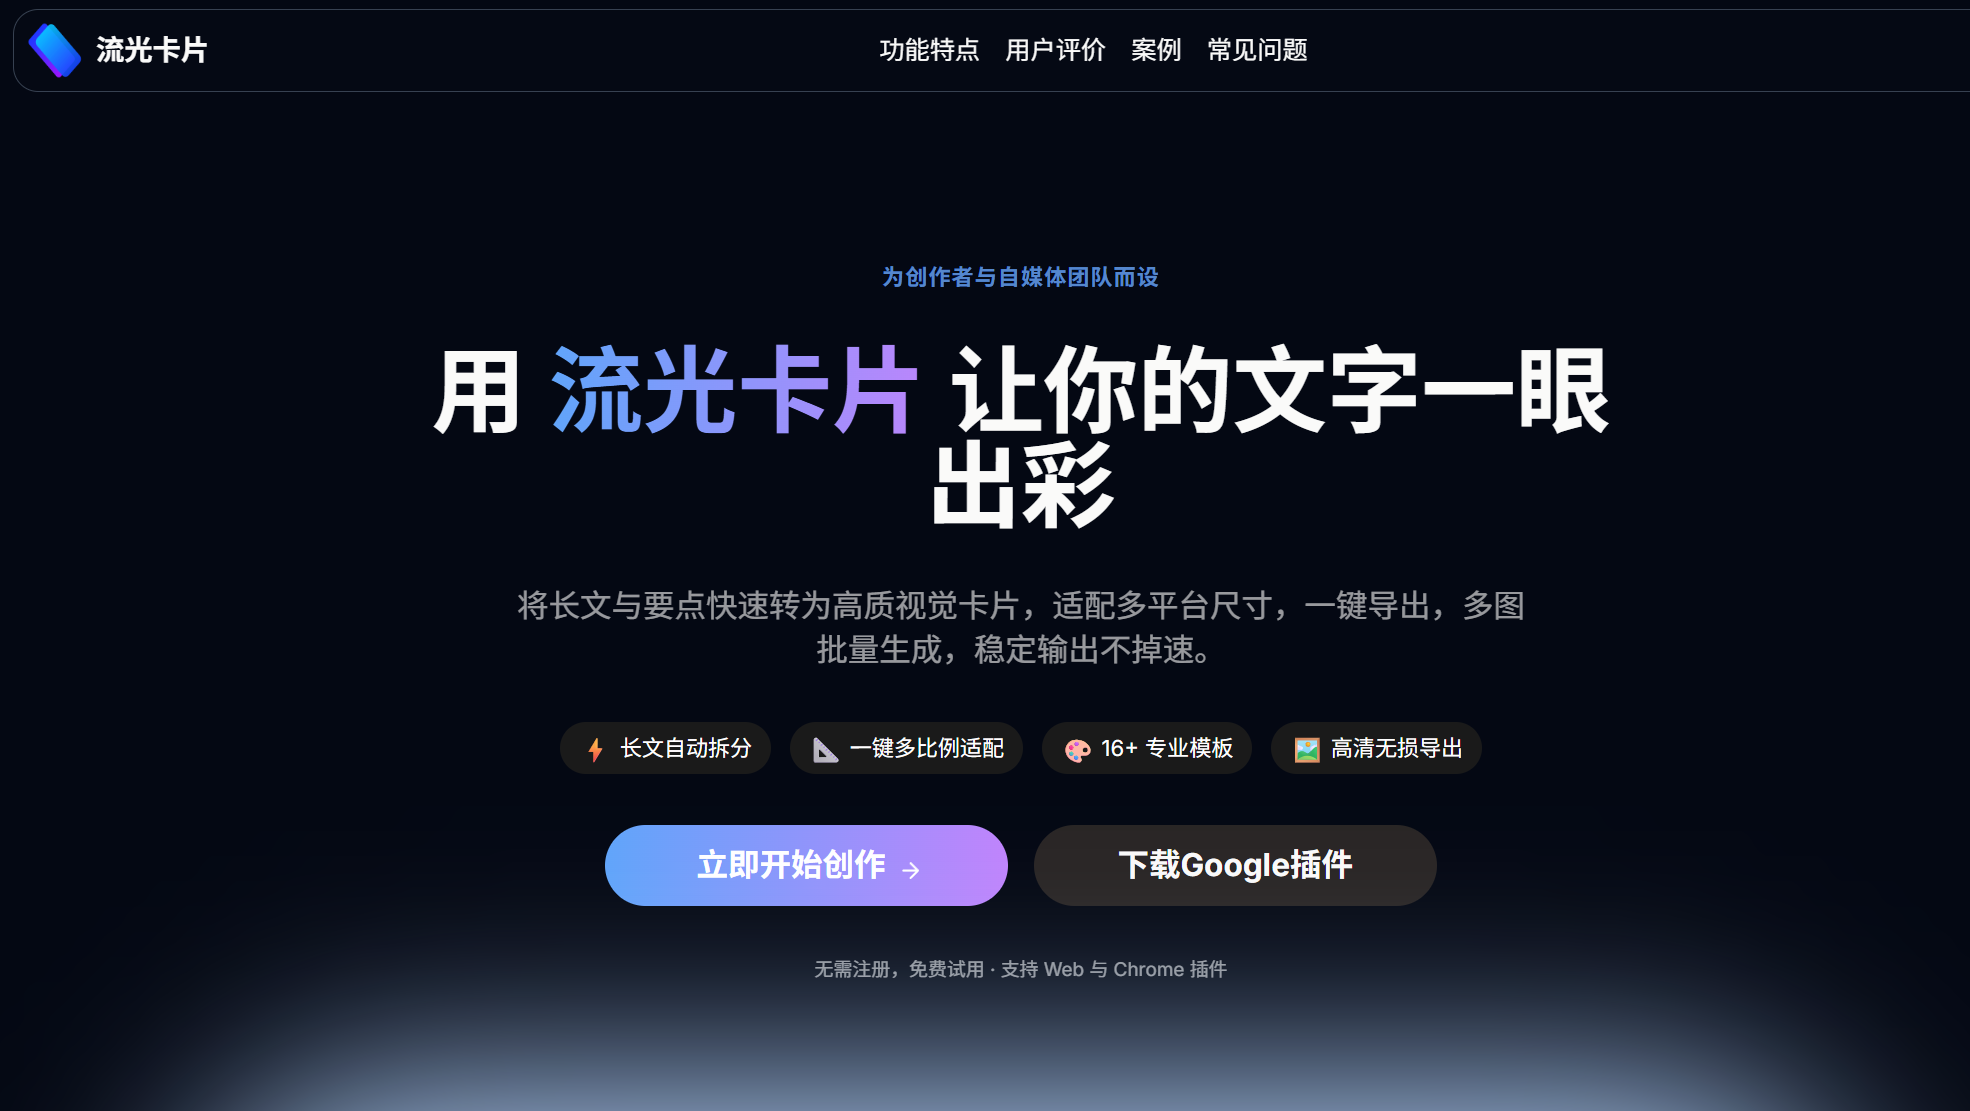 流光卡片
功能特点 用户评价 案例 常见问题
为创作者与自媒体团队而设
用 流光卡片 让你的文字一眼
出彩
将长文与要点快速转为高质视觉卡片，适配多平台尺寸，一键导出，多图
批量生成，稳定输出不掉速。
⚡ 长文自动拆分 📐 一键多比例适配 🎨 16+ 专业模板 🖼️ 高清无损导出
立即开始创作 → 下载Google插件
无需注册，免费试用 · 支持 Web 与 Chrome 插件